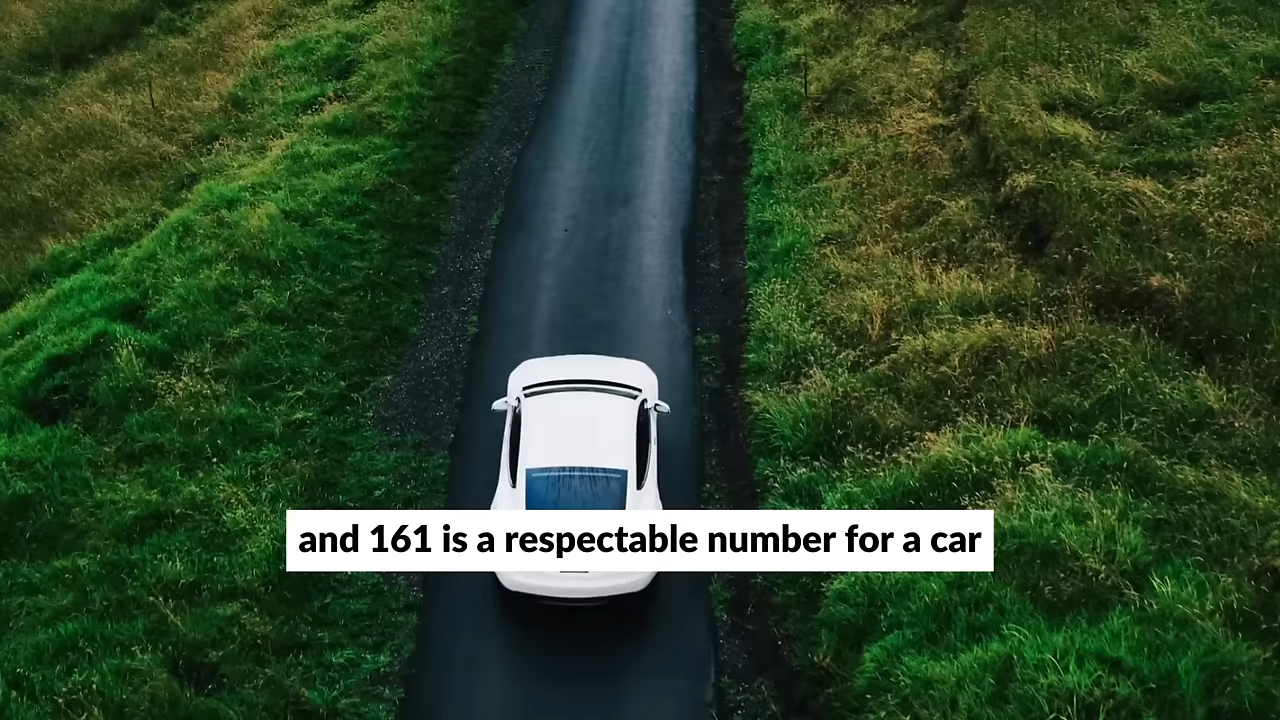 and 161 is a respectable number for a car